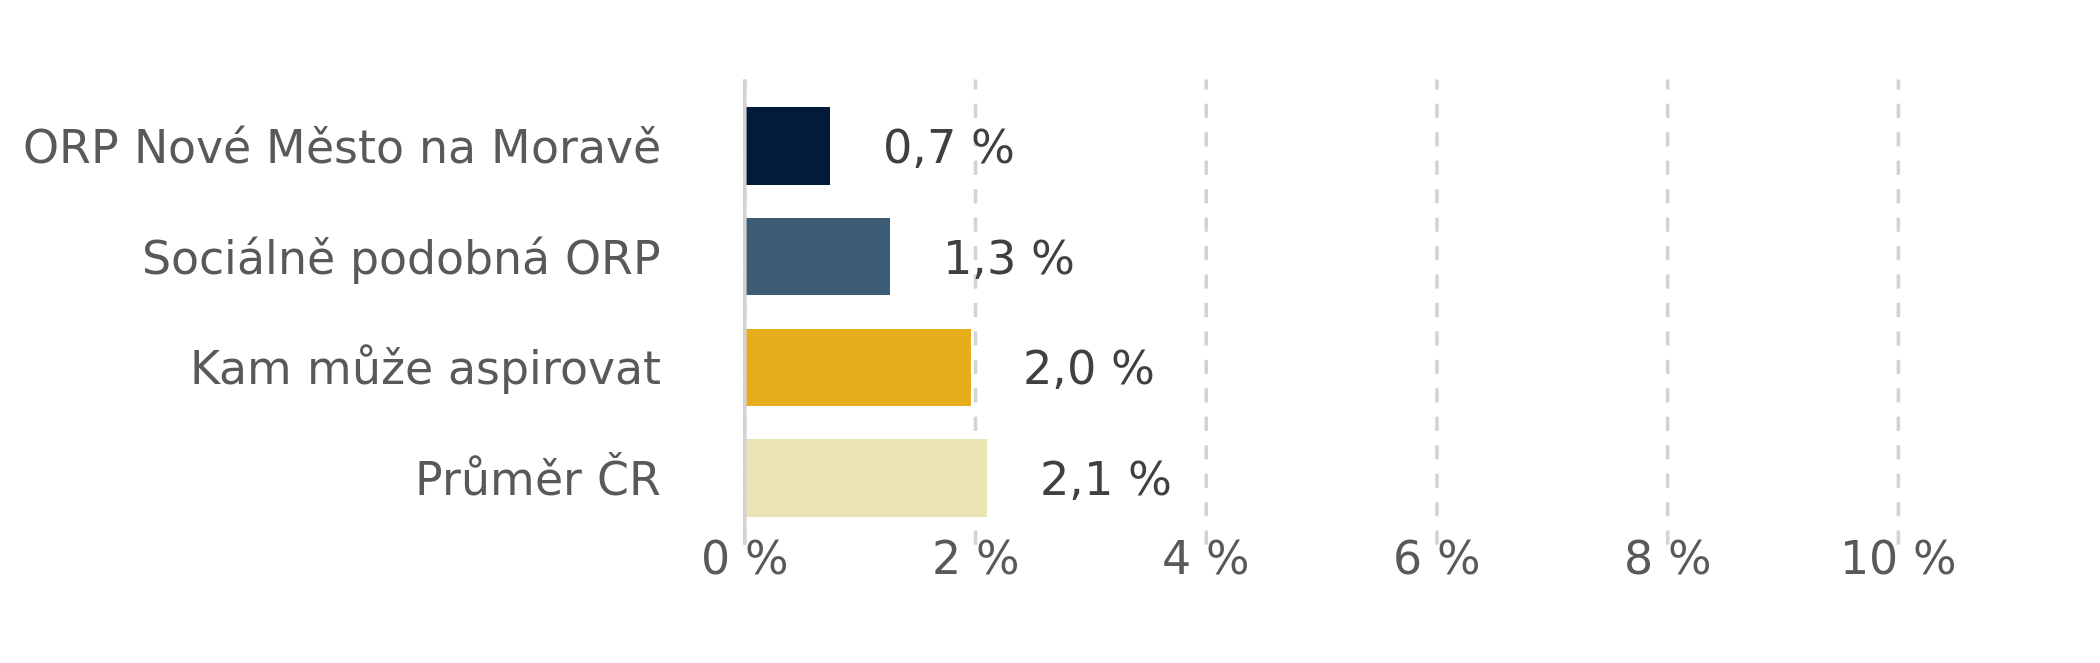 ORP Nové Město na Moravě 0,7 %
Sociálně podobná ORP 1,3 %
Kam může aspirovat 2,0 %
Průměr ČR 2,1 %
0 % 2 % 4 % 6 % 8 % 10 %